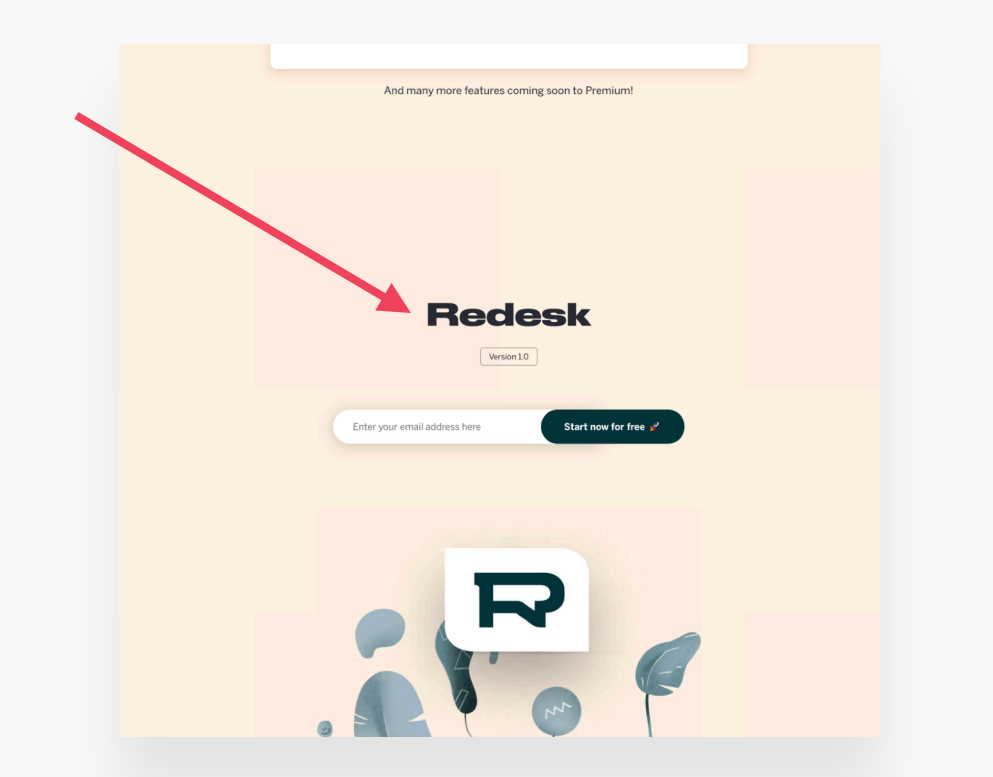 And many more features coming soon to Premium!
Redesk
Version 1.0
Enter your email address here
Start now for free 🚀
R